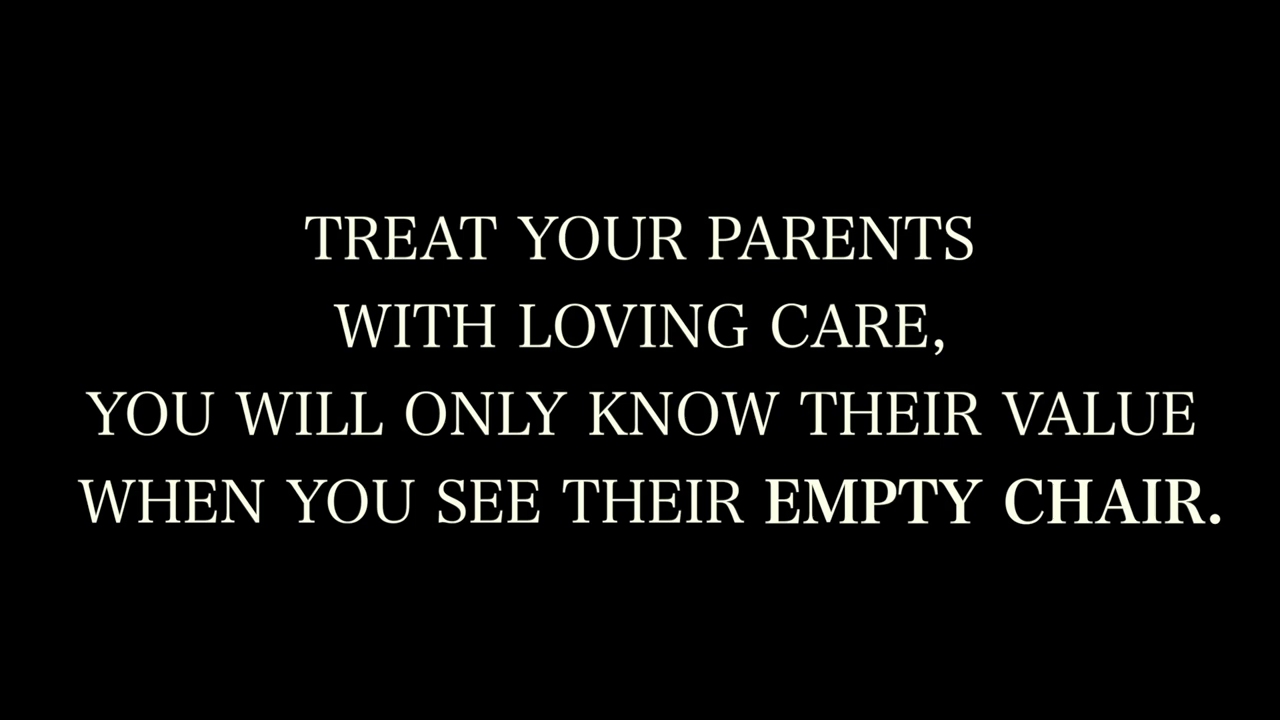 TREAT YOUR PARENTS
WITH LOVING CARE,
YOU WILL ONLY KNOW THEIR VALUE
WHEN YOU SEE THEIR EMPTY CHAIR.